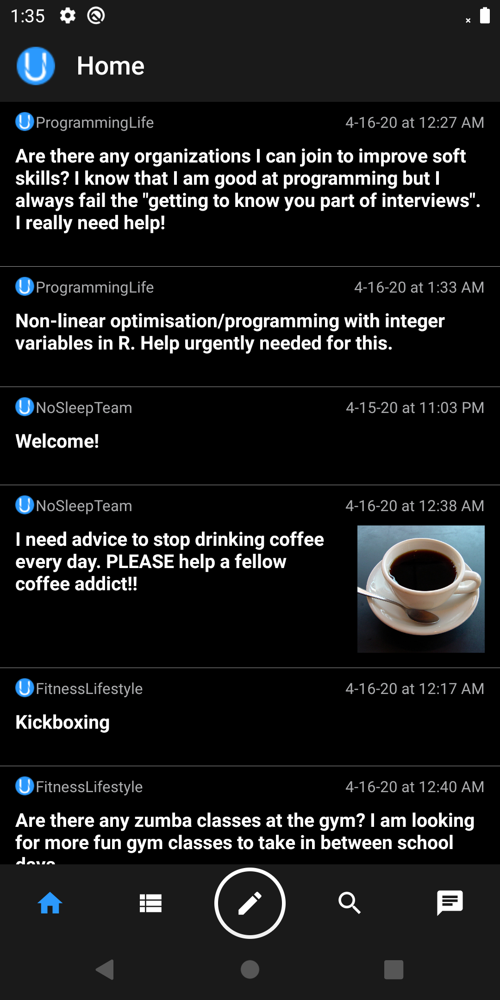 1:35
Home
ProgrammingLife 4-16-20 at 12:27 AM
Are there any organizations I can join to improve soft
skills? I know that I am good at programming but I
always fail the "getting to know you part of interviews".
I really need help!
ProgrammingLife 4-16-20 at 1:33 AM
Non-linear optimisation/programming with integer
variables in R. Help urgently needed for this.
NoSleepTeam 4-15-20 at 11:03 PM
Welcome!
NoSleepTeam 4-16-20 at 12:38 AM
I need advice to stop drinking coffee
every day. PLEASE help a fellow
coffee addict!!
FitnessLifestyle 4-16-20 at 12:17 AM
Kickboxing
FitnessLifestyle 4-16-20 at 12:40 AM
Are there any zumba classes at the gym? I am looking
for more fun gym classes to take in between school